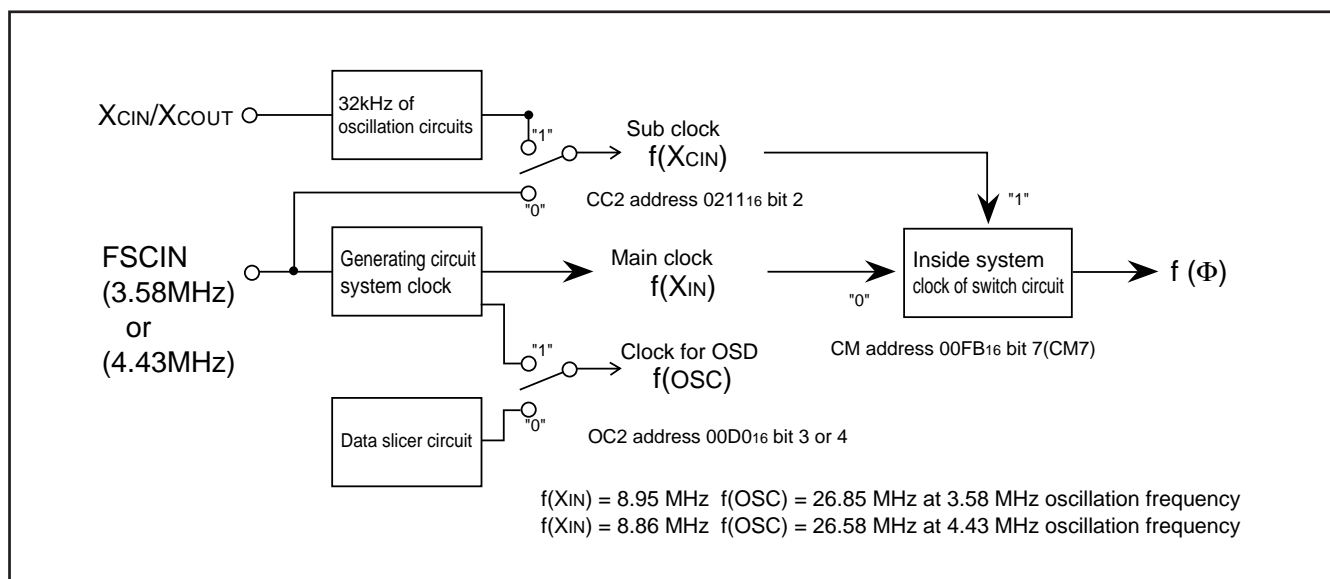 XCIN/XCOUT
32kHz of
oscillation circuits
"1"
"0"
Sub clock
f(XCIN)
CC2 address 021116 bit 2
"1"
FSCIN
(3.58MHz)
or
(4.43MHz)
Generating circuit
system clock
Main clock
f(XIN)
"0"
Inside system
clock of switch circuit
f (Φ)
CM address 00FB16 bit 7(CM7)
"1"
"0"
Clock for OSD
f(OSC)
Data slicer circuit
OC2 address 00D016 bit 3 or 4
f(XIN) = 8.95 MHz f(OSC) = 26.85 MHz at 3.58 MHz oscillation frequency
f(XIN) = 8.86 MHz f(OSC) = 26.58 MHz at 4.43 MHz oscillation frequency